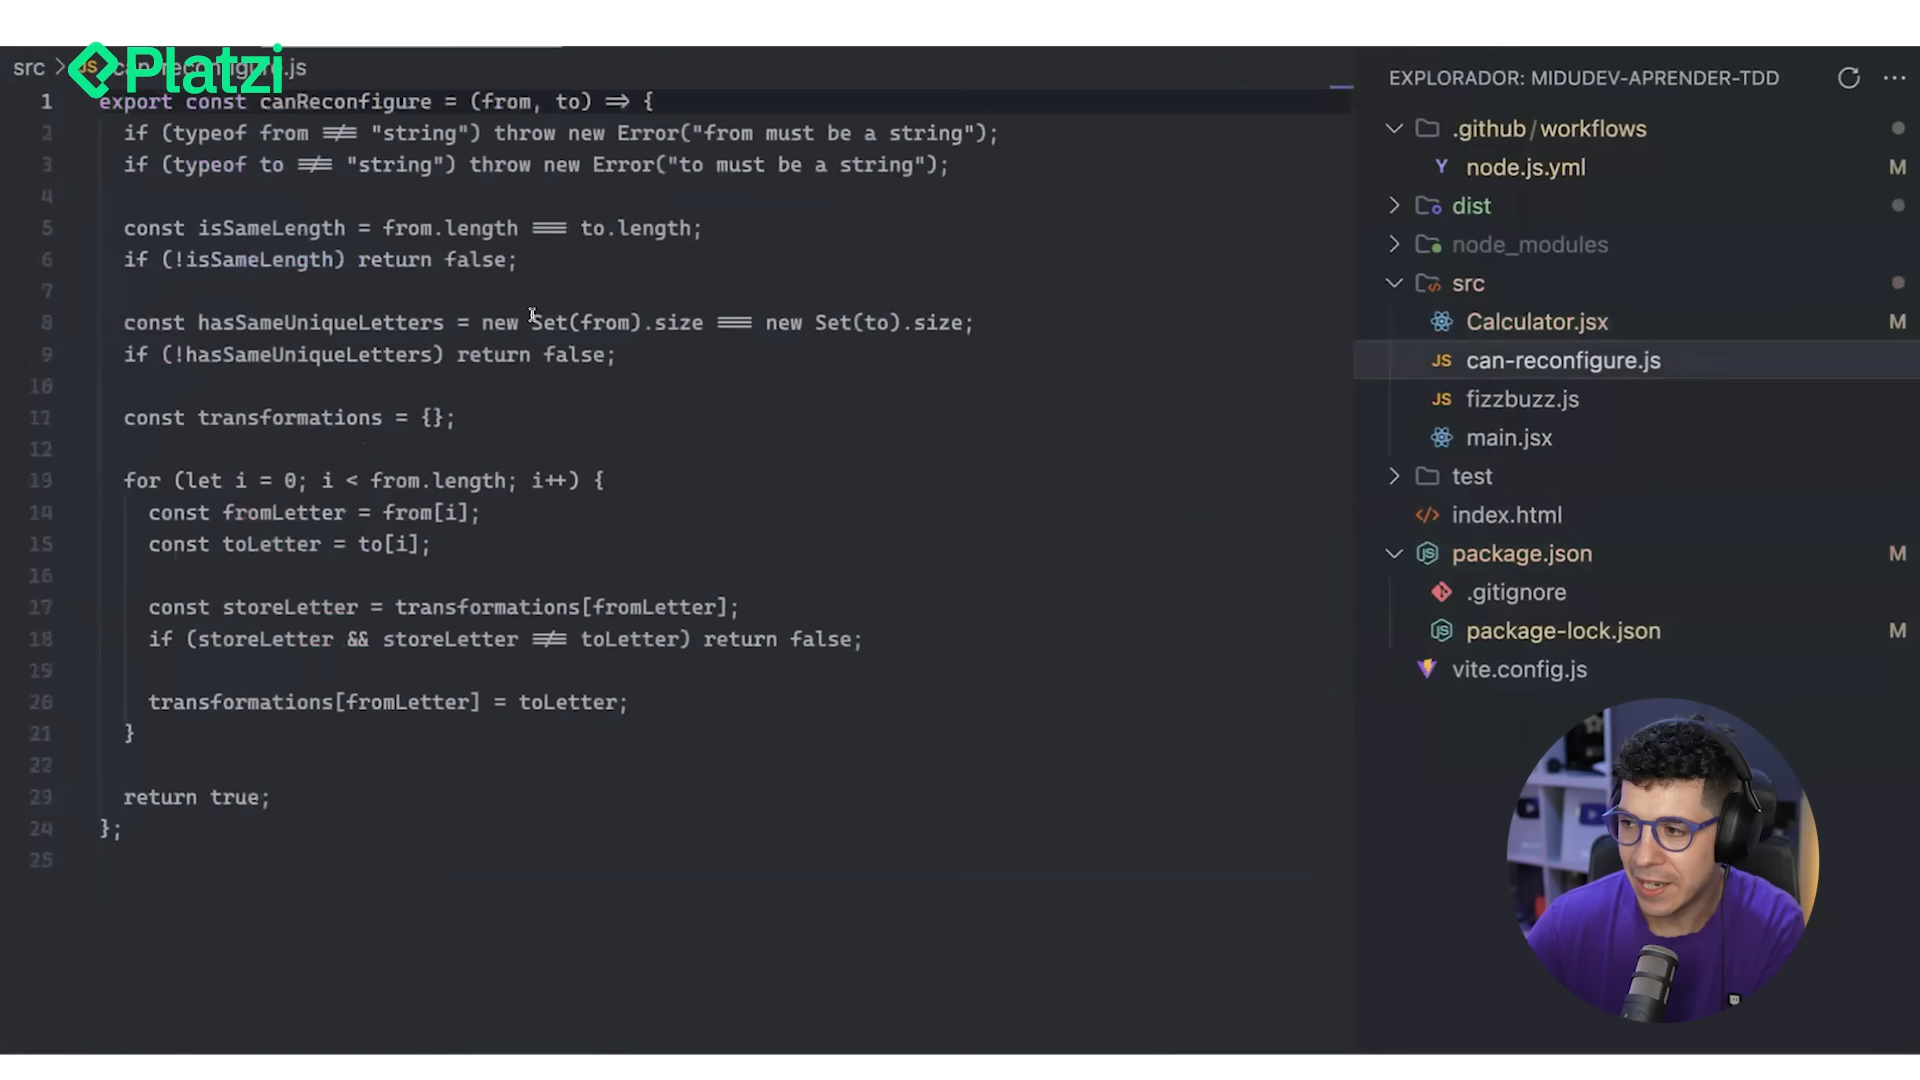 Platzi
src > JS can-reconfigure.js
1 export const canReconfigure = (from, to) => {
2 if (typeof from !== "string") throw new Error("from must be a string");
3 if (typeof to !== "string") throw new Error("to must be a string");
4
5 const isSameLength = from.length === to.length;
6 if (!isSameLength) return false;
7
8 const hasSameUniqueLetters = new Set(from).size === new Set(to).size;
9 if (!hasSameUniqueLetters) return false;
10
11 const transformations = {};
12
13 for (let i = 0; i < from.length; i++) {
14 const fromLetter = from[i];
15 const toLetter = to[i];
16
17 const storeLetter = transformations[fromLetter];
18 if (storeLetter && storeLetter !== toLetter) return false;
19
20 transformations[fromLetter] = toLetter;
21 }
22
23 return true;
24 };
25
EXPLORADOR: MIDUDEV-APRENDER-TDD
.github/workflows
Y node.js.yml M
dist
node_modules
src
Calculator.jsx M
JS can-reconfigure.js
JS fizzbuzz.js
main.jsx
test
index.html
package.json M
.gitignore
package-lock.json M
vite.config.js